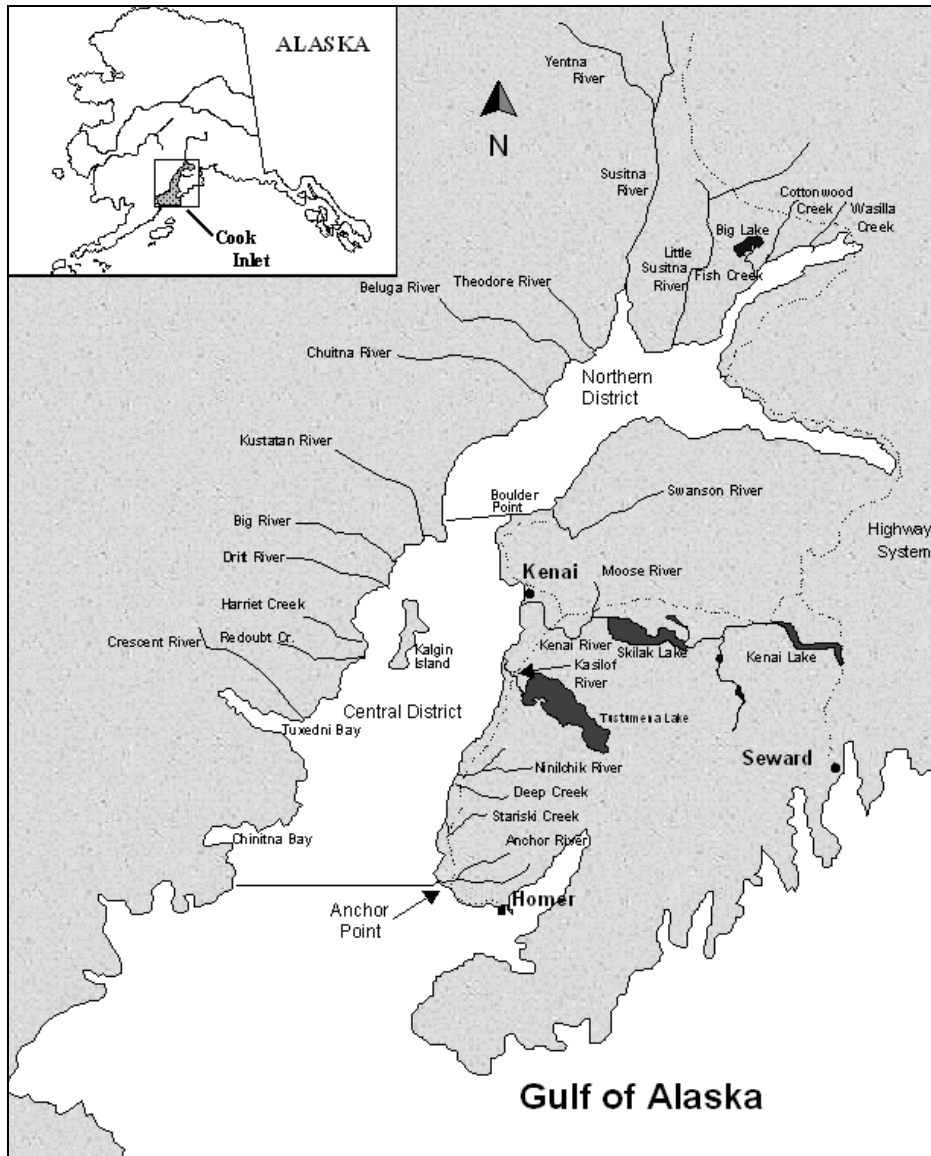 ALASKA
Cook
Inlet
Yentna
River
N
Susitna
River
Cottonwood
Creek
Wasilla
Creek
Big Lake
Little
Susitna
River
Fish Creek
Theodore River
Beluga River
Chuitna River
Northern
District
Kustatan River
Boulder
Point
Swanson River
Big River
Highway
System
Drift River
Kenai
Moose River
Harriet Creek
Crescent River
Redoubt Cr.
Kalgin
Island
Kenai River
Skilak Lake
Kenai Lake
Kasilof
River
Central District
Tustumena Lake
Tuxedni Bay
Seward
Ninilchik River
Deep Creek
Stariski Creek
Chinitna Bay
Anchor River
Anchor
Point
Homer
Gulf of Alaska